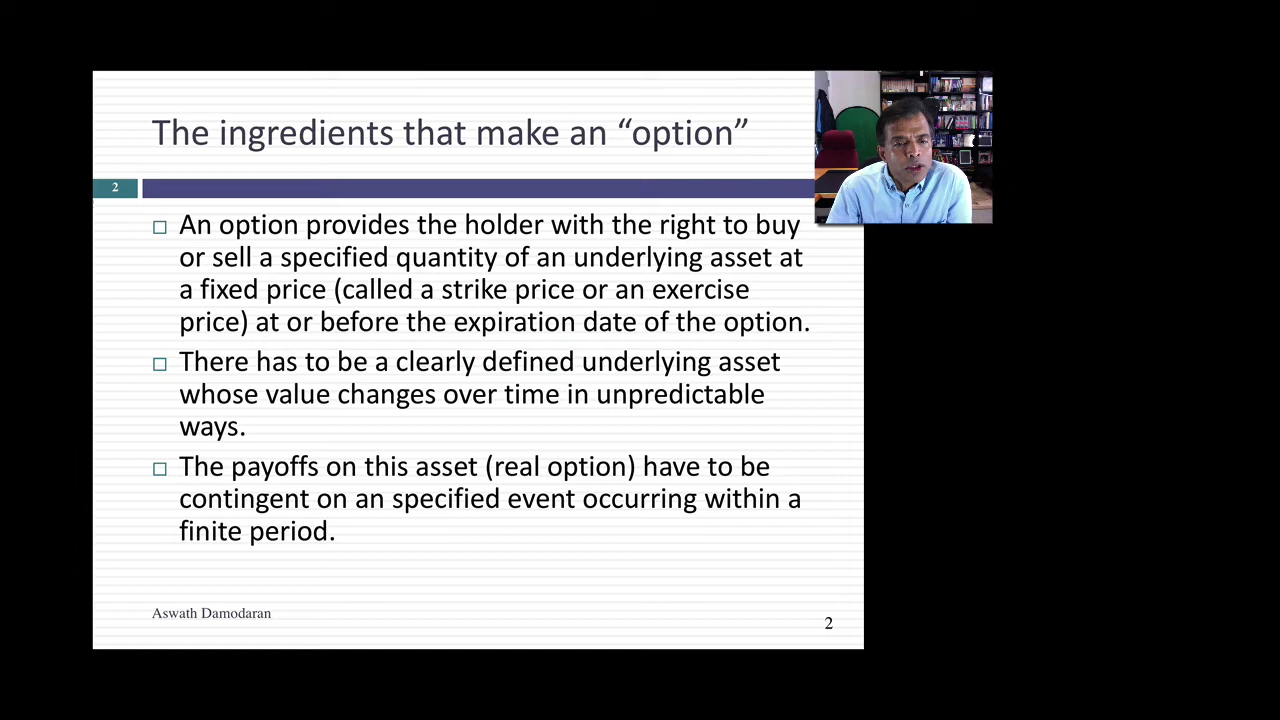 The ingredients that make an “option”
2
An option provides the holder with the right to buy
or sell a specified quantity of an underlying asset at
a fixed price (called a strike price or an exercise
price) at or before the expiration date of the option.
There has to be a clearly defined underlying asset
whose value changes over time in unpredictable
ways.
The payoffs on this asset (real option) have to be
contingent on an specified event occurring within a
finite period.
Aswath Damodaran
2